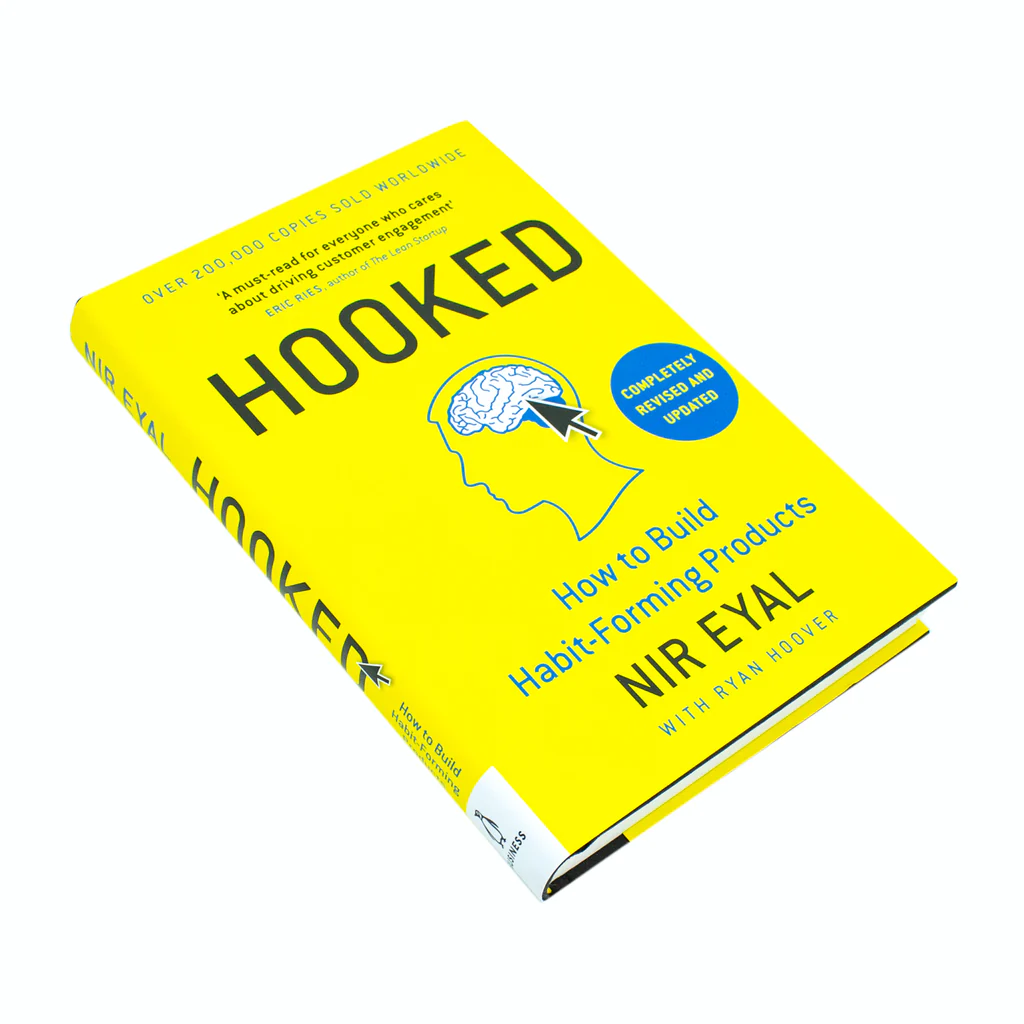 OVER 200,000 COPIES SOLD WORLDWIDE
'A must-read for everyone who cares
about driving customer engagement'
ERIC RIES, author of The Lean Startup
HOOKED
COMPLETELY
REVISED AND
UPDATED
How to Build
Habit-Forming Products
NIR EYAL
WITH RYAN HOOVER
NIR EYAL
HOOKED
How to Build
Habit-Forming